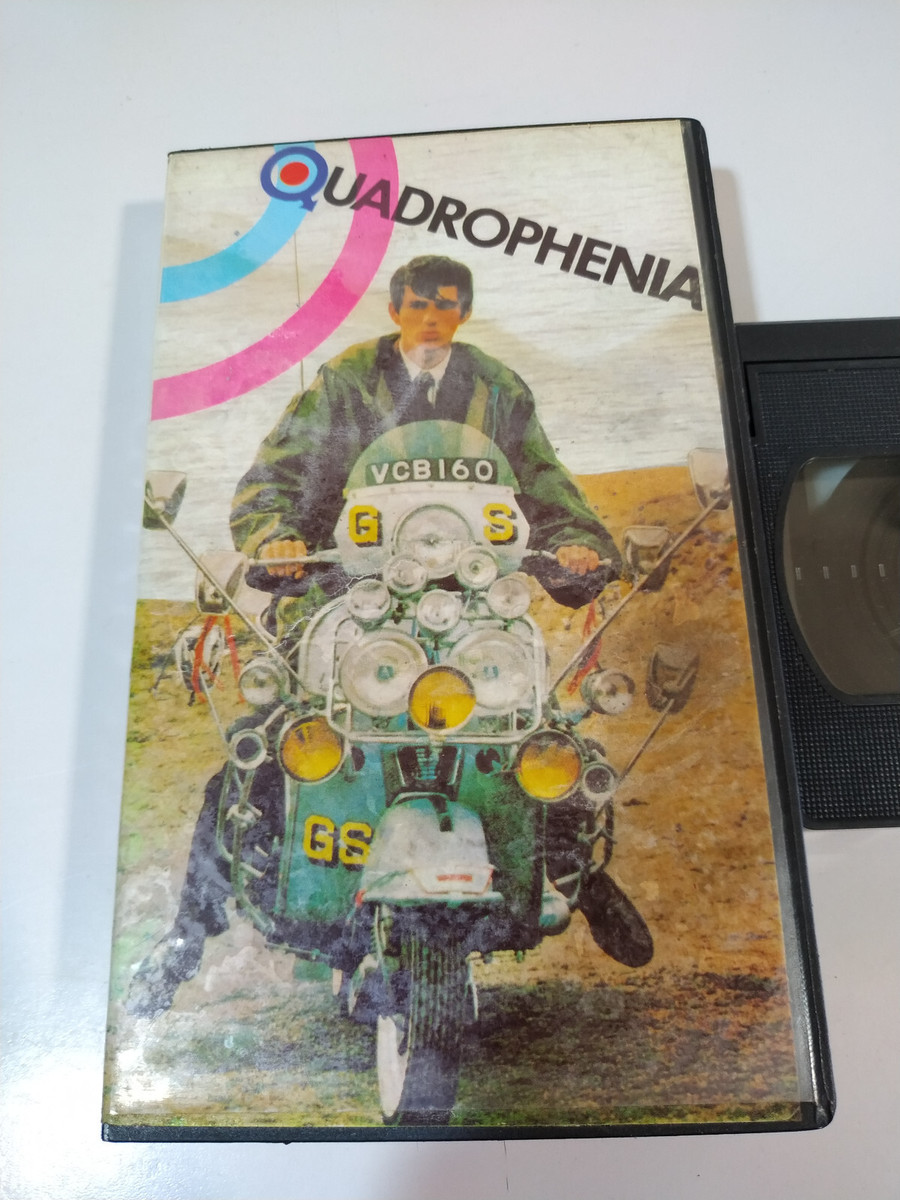 QUADROPHENIA
VCB160
G S
GS